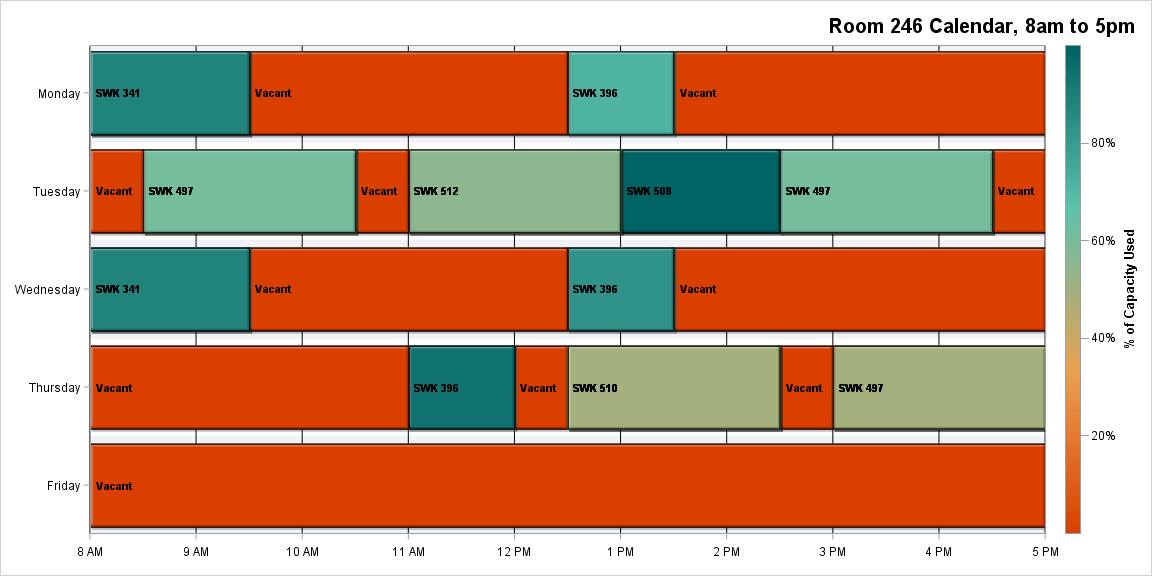 Room 246 Calendar, 8am to 5pm
Monday
SWK 341
Vacant
SWK 396
Vacant
Tuesday
Vacant
SWK 497
Vacant
SWK 512
SWK 508
SWK 497
Vacant
Wednesday
SWK 341
Vacant
SWK 396
Vacant
Thursday
Vacant
SWK 396
Vacant
SWK 510
Vacant
SWK 497
Friday
Vacant
8 AM
9 AM
10 AM
11 AM
12 PM
1 PM
2 PM
3 PM
4 PM
5 PM
80%
60%
40%
20%
% of Capacity Used